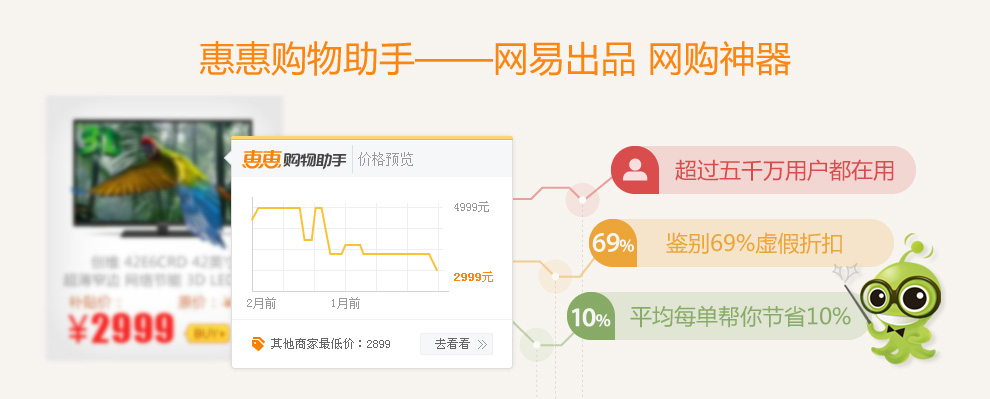 惠惠购物助手——网易出品 网购神器
惠惠购物助手 价格预览
4999元
2999元
2月前 1月前
其他商家最低价：2899 去看看
创维 42E6CRD 42英寸
超薄窄边 网络节能 3D LED
补贴价： 原价：
¥2999 BUY
超过五千万用户都在用
69% 鉴别69%虚假折扣
10% 平均每单帮你节省10%